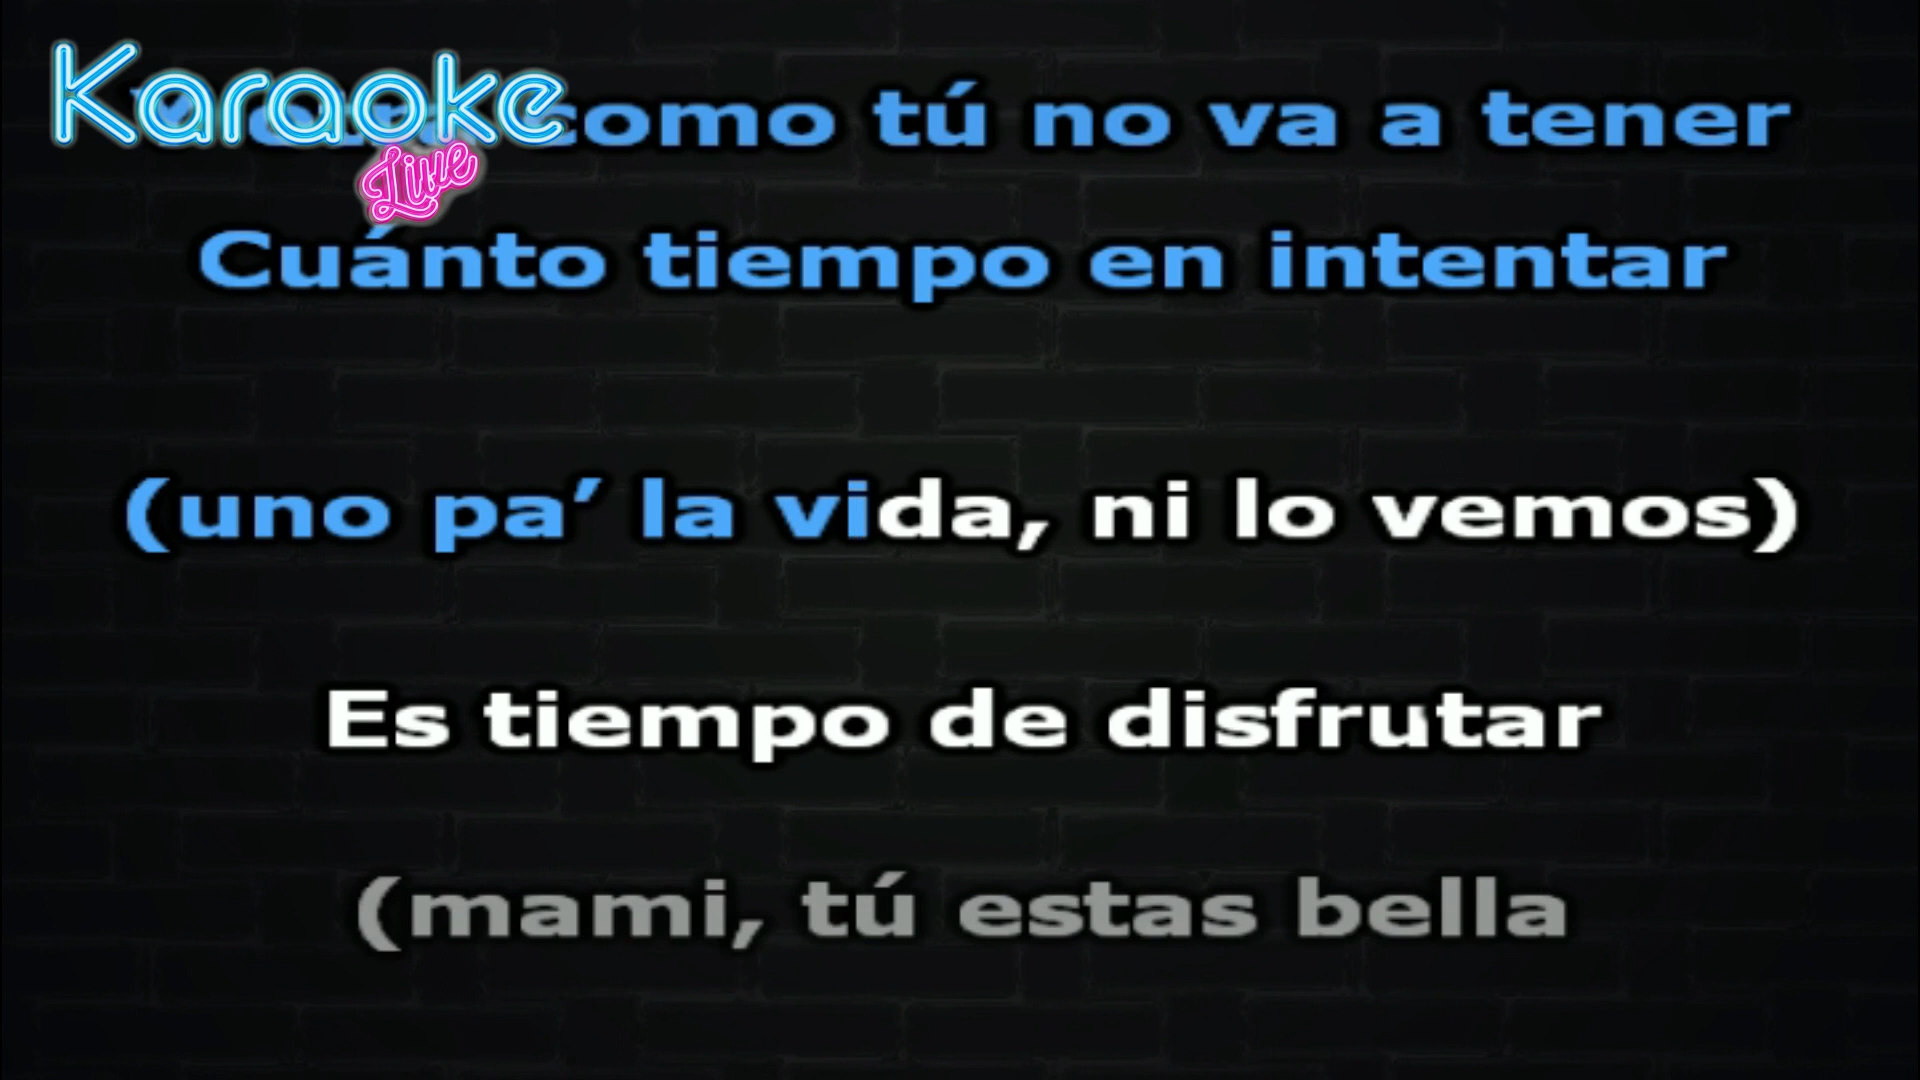 Karaoke
Live
como tú no va a tener
Cuánto tiempo en intentar
(uno pa’ la vida, ni lo vemos)
Es tiempo de disfrutar
(mami, tú estas bella